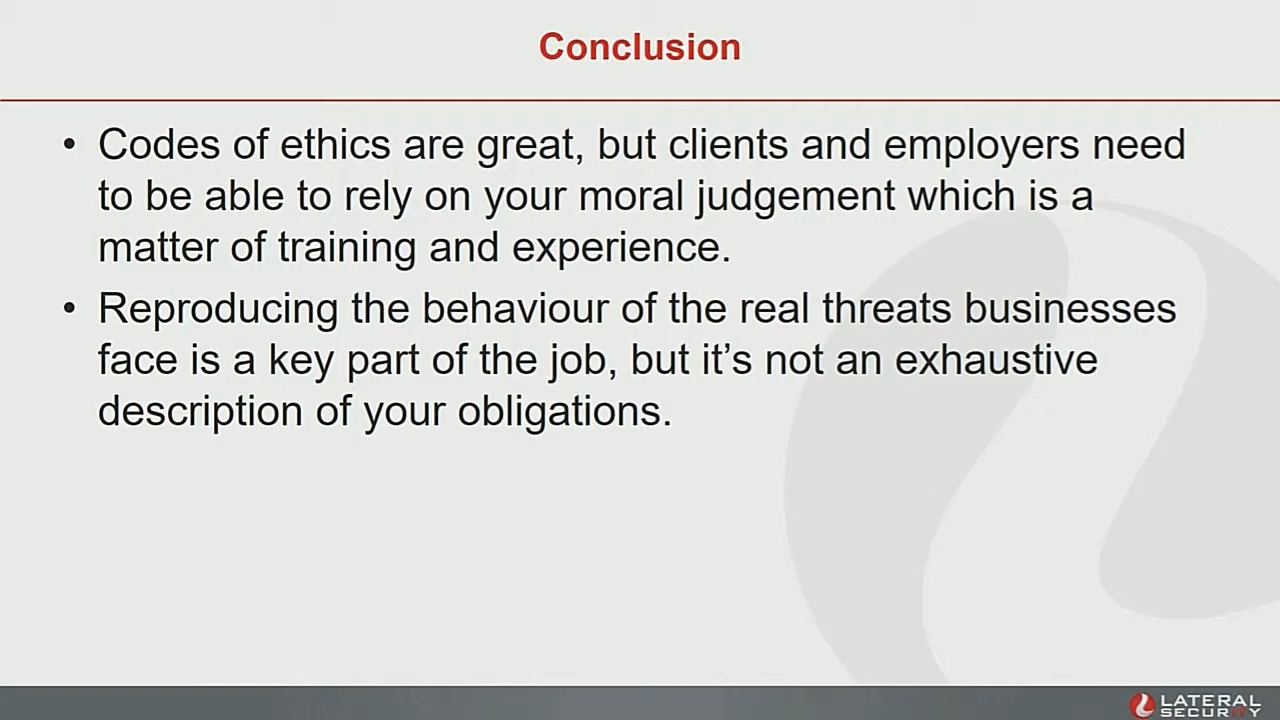 Conclusion
• Codes of ethics are great, but clients and employers need
to be able to rely on your moral judgement which is a
matter of training and experience.
• Reproducing the behaviour of the real threats businesses
face is a key part of the job, but it’s not an exhaustive
description of your obligations.
LATERAL
SECURITY